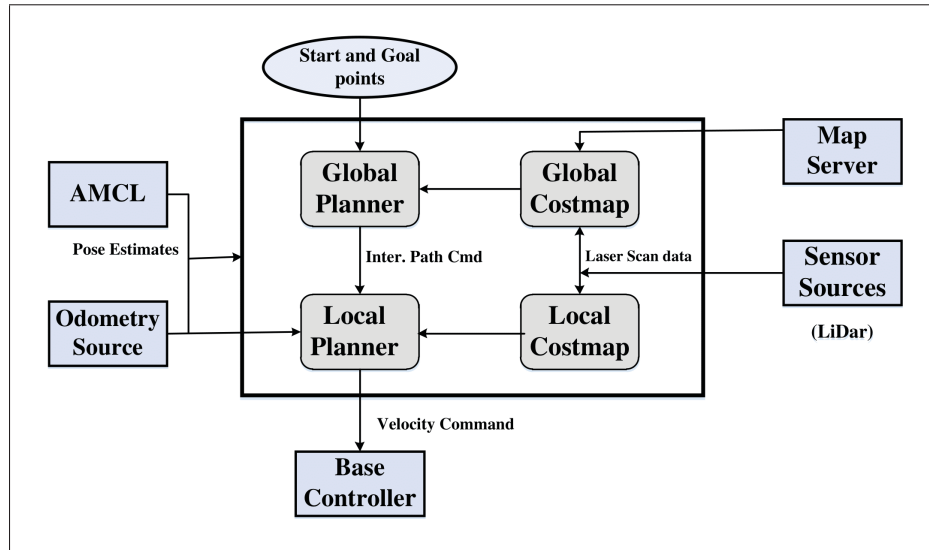 Start and Goal
points
Map
Server
Global
Planner
Global
Costmap
AMCL
Pose Estimates
Inter. Path Cmd
Laser Scan data
Sensor
Sources
(LiDar)
Odometry
Source
Local
Planner
Local
Costmap
Velocity Command
Base
Controller